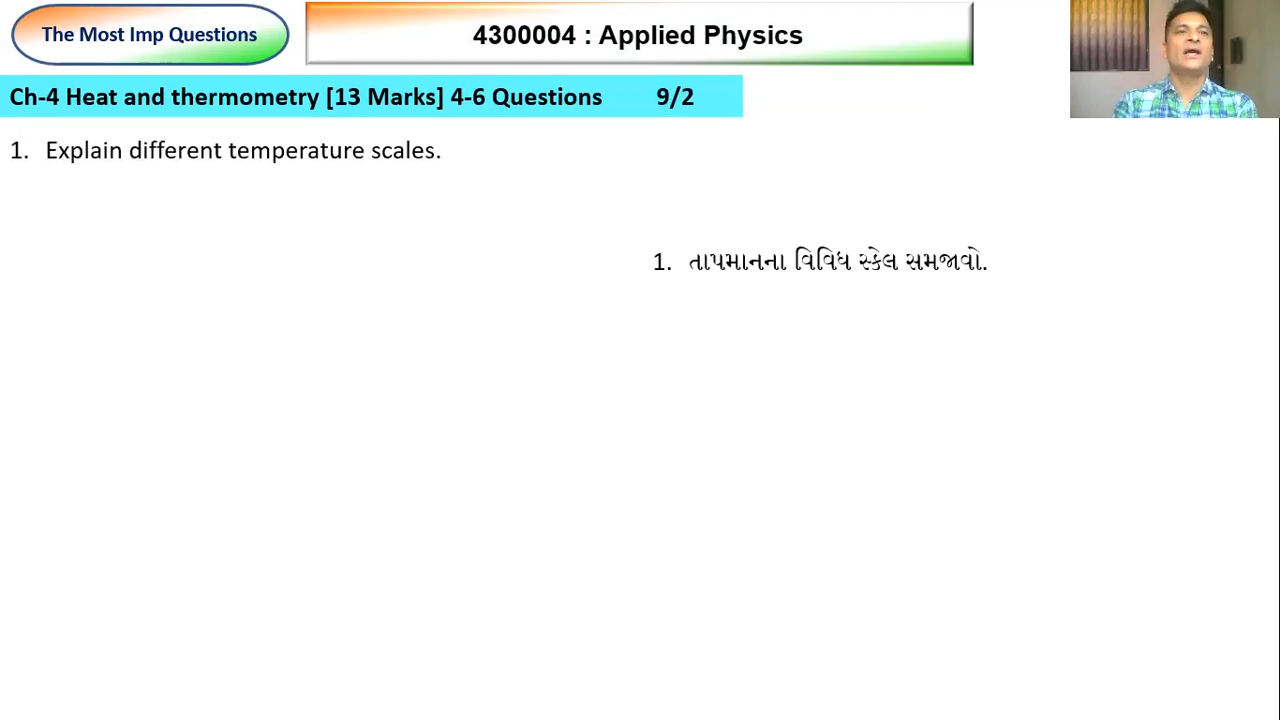 The Most Imp Questions
4300004 : Applied Physics
Ch-4 Heat and thermometry [13 Marks] 4-6 Questions 9/2
1. Explain different temperature scales.
1. તાપમાનના વિવિધ સ્કેલ સમજાવો.